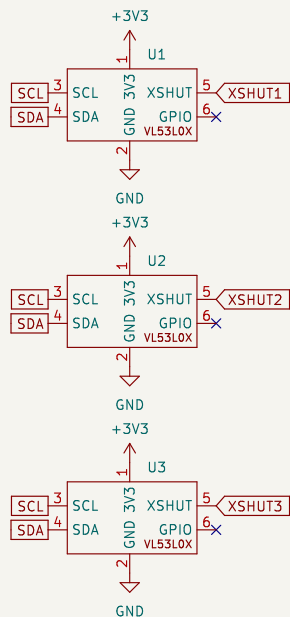 +3V3
1 U1
SCL 3 SCL 3V3 XSHUT 5 XSHUT1
SDA 4 SDA GND GPIO 6
VL53L0X
2
GND
+3V3
1 U2
SCL 3 SCL 3V3 XSHUT 5 XSHUT2
SDA 4 SDA GND GPIO 6
VL53L0X
2
GND
+3V3
1 U3
SCL 3 SCL 3V3 XSHUT 5 XSHUT3
SDA 4 SDA GND GPIO 6
VL53L0X
2
GND